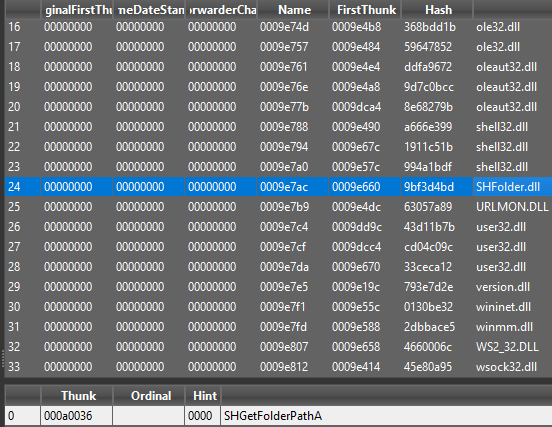 ginalFirstThu neDateStan rwarderCha Name FirstThunk Hash
16 00000000 00000000 00000000 0009e74d 0009e4b8 368bdd1b ole32.dll
17 00000000 00000000 00000000 0009e757 0009e484 59647852 ole32.dll
18 00000000 00000000 00000000 0009e761 0009e4e4 ddfa9672 oleaut32.dll
19 00000000 00000000 00000000 0009e76e 0009e4a8 9d7c0bcc oleaut32.dll
20 00000000 00000000 00000000 0009e77b 0009dca4 8e68279b oleaut32.dll
21 00000000 00000000 00000000 0009e788 0009e490 a666e399 shell32.dll
22 00000000 00000000 00000000 0009e794 0009e67c 1911c51b shell32.dll
23 00000000 00000000 00000000 0009e7a0 0009e57c 994a1bdf shell32.dll
24 00000000 00000000 00000000 0009e7ac 0009e660 9bf3d4bd SHFolder.dll
25 00000000 00000000 00000000 0009e7b9 0009e4dc 63057a89 URLMON.DLL
26 00000000 00000000 00000000 0009e7c4 0009dd9c 43d11b7b user32.dll
27 00000000 00000000 00000000 0009e7cf 0009dcc4 cd04c09c user32.dll
28 00000000 00000000 00000000 0009e7da 0009e670 33ceca12 user32.dll
29 00000000 00000000 00000000 0009e7e5 0009e19c 793e7d2e version.dll
30 00000000 00000000 00000000 0009e7f1 0009e55c 0130be32 wininet.dll
31 00000000 00000000 00000000 0009e7fd 0009e588 2dbbace5 winmm.dll
32 00000000 00000000 00000000 0009e807 0009e658 4660006c WS2_32.DLL
33 00000000 00000000 00000000 0009e812 0009e414 45e80a95 wsock32.dll
Thunk Ordinal Hint
0 000a0036 0000 SHGetFolderPathA